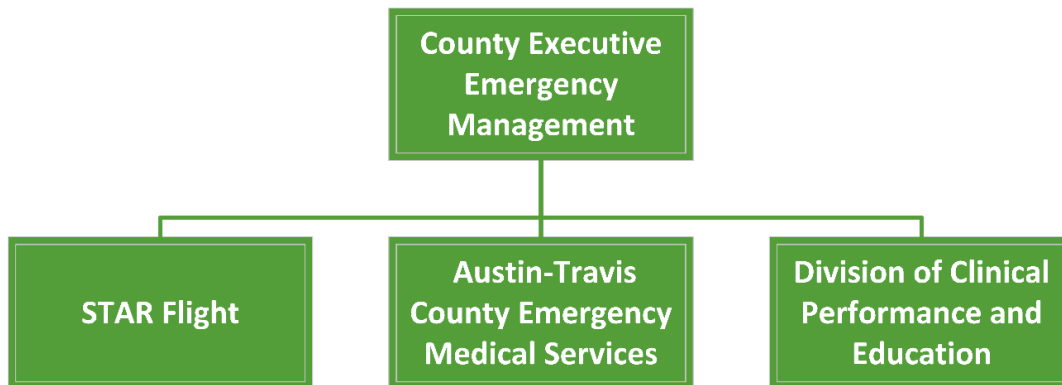 County Executive
Emergency
Management
STAR Flight
Austin-Travis
County Emergency
Medical Services
Division of Clinical
Performance and
Education